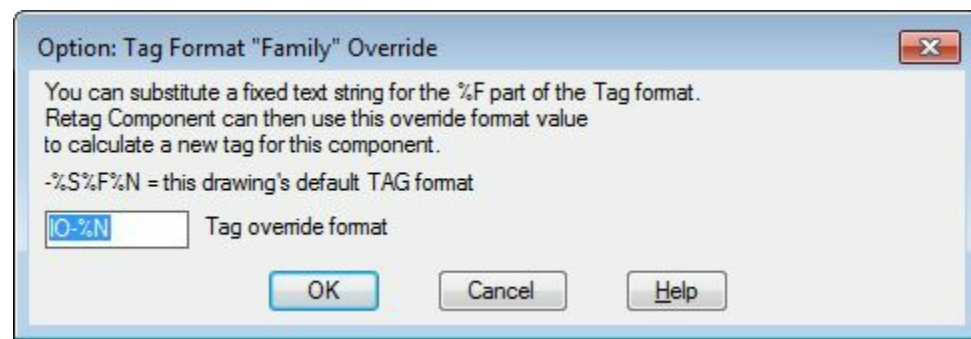 Option: Tag Format "Family" Override
You can substitute a fixed text string for the %F part of the Tag format.
Retag Component can then use this override format value
to calculate a new tag for this component.
-%S%F%N = this drawing's default TAG format
IO-%N Tag override format
OK Cancel Help